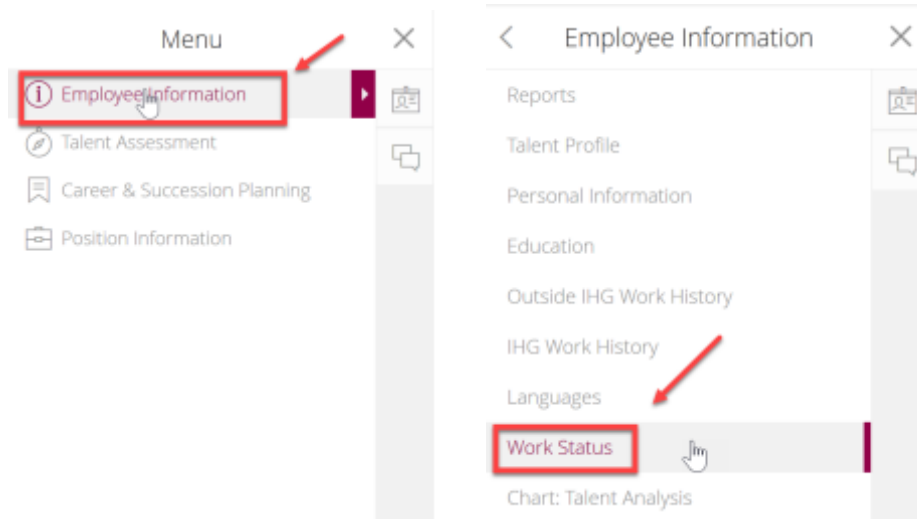 Menu
Employee Information
Talent Assessment
Career & Succession Planning
Position Information
Employee Information
Reports
Talent Profile
Personal Information
Education
Outside IHG Work History
IHG Work History
Languages
Work Status
Chart: Talent Analysis